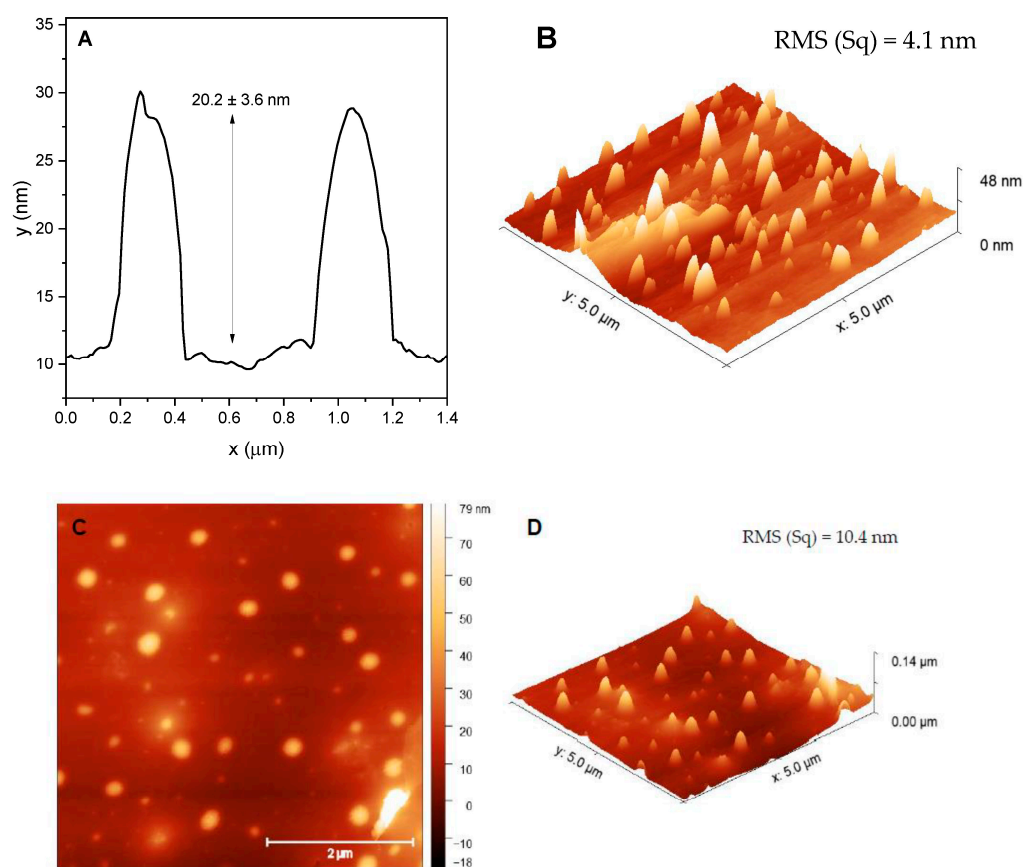 A
35
30
25
20
15
10
y (nm)
20.2 ± 3.6 nm
0.0 0.2 0.4 0.6 0.8 1.0 1.2 1.4
x (μm)
B
RMS (Sq) = 4.1 nm
48 nm
0 nm
y: 5.0 µm
x: 5.0 µm
C
79 nm
70
60
50
40
30
20
10
0
−10
−18
2 µm
D
RMS (Sq) = 10.4 nm
0.14 µm
0.00 µm
y: 5.0 µm
x: 5.0 µm